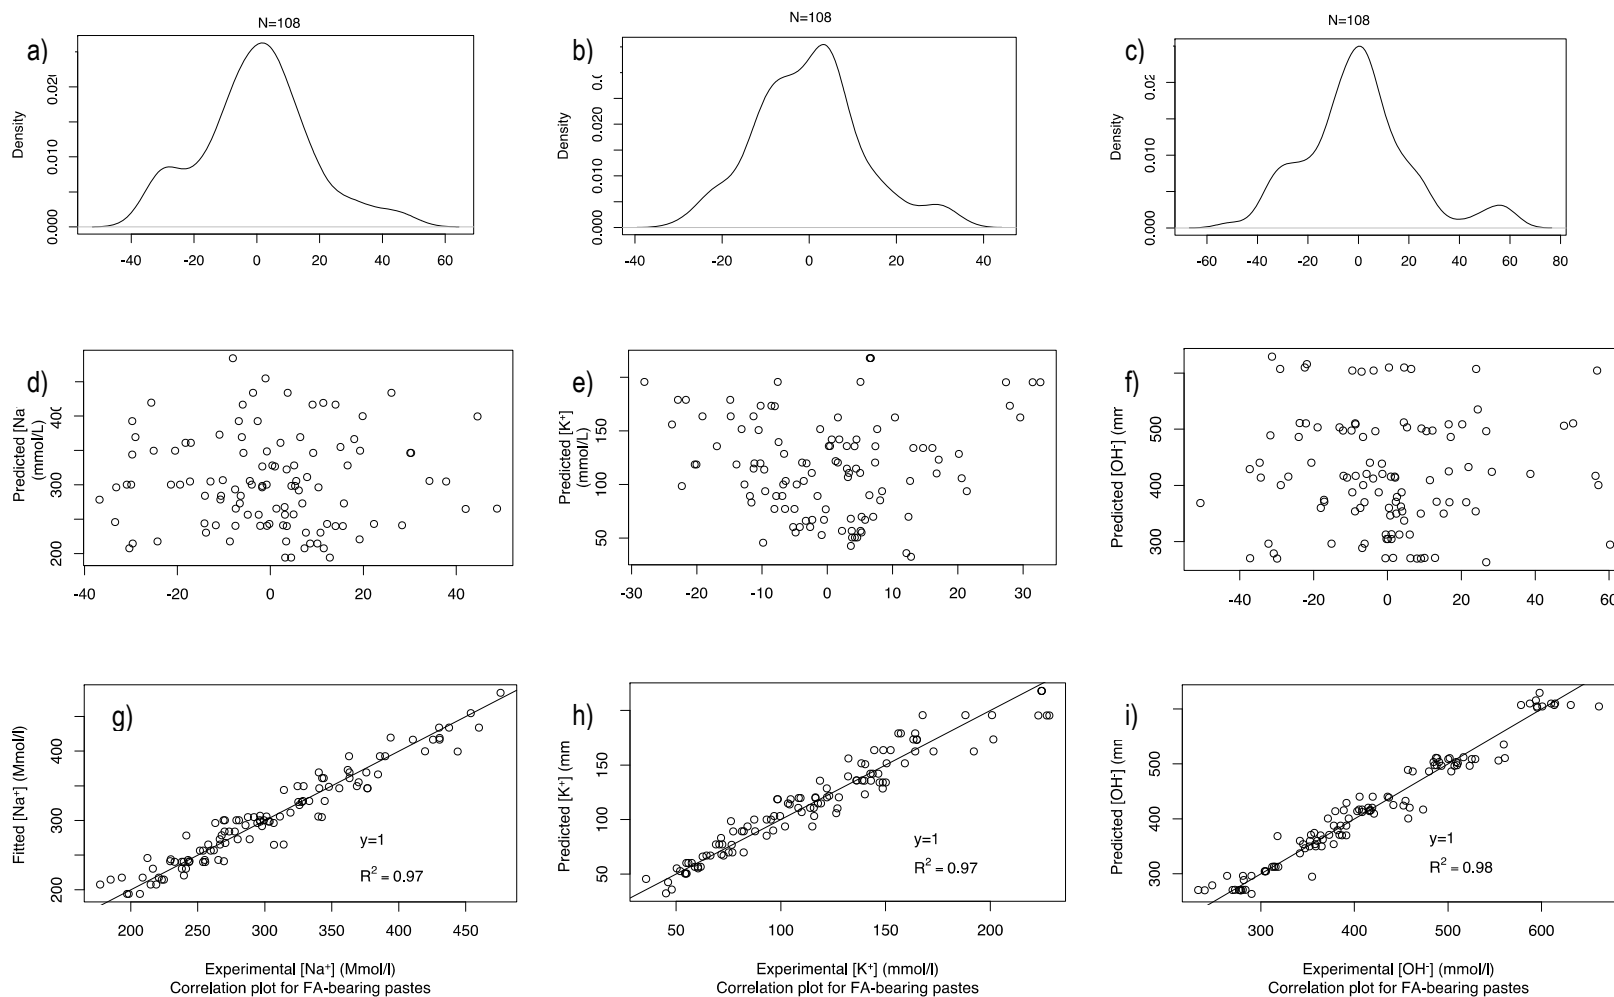 N=108
a)
Density
0.000
0.010
-40 -20 0 20 40 60
N=108
b)
Density
0.000
0.010
0.020
-40 -20 0 20 40
N=108
c)
Density
0.000
0.010
-60 -40 -20 0 20 40 60 80
d)
Predicted [Na
(mmol/L)
200
300
-40 -20 0 20 40
e)
Predicted [K⁺]
(mmol/L)
50
100
150
-30 -20 -10 0 10 20 30
f)
Predicted [OH⁻]
300
400
500
-40 -20 0 20 40 60
g)
Fitted [Na⁺] (Mmol/l)
200
300
400
y=1
R² = 0.97
200 250 300 350 400 450
Experimental [Na⁺] (Mmol/l)
Correlation plot for FA-bearing pastes
h)
Predicted [K⁺] (mm
50
100
150
y=1
R² = 0.97
50 100 150 200
Experimental [K⁺] (mmol/l)
Correlation plot for FA-bearing pastes
i)
Predicted [OH⁻]
300
400
500
y=1
R² = 0.98
300 400 500 600
Experimental [OH⁻] (mmol/l)
Correlation plot for FA-bearing pastes